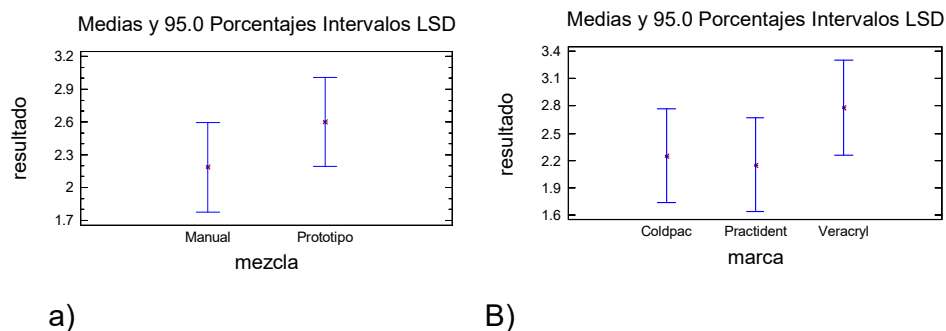 Medias y 95.0 Porcentajes Intervalos LSD
3.2
2.9
2.6
2.3
2
1.7
resultado
Manual
Prototipo
mezcla
a)
Medias y 95.0 Porcentajes Intervalos LSD
3.4
3.1
2.8
2.5
2.2
1.9
1.6
resultado
Coldpac
Practident
Veracryl
marca
B)